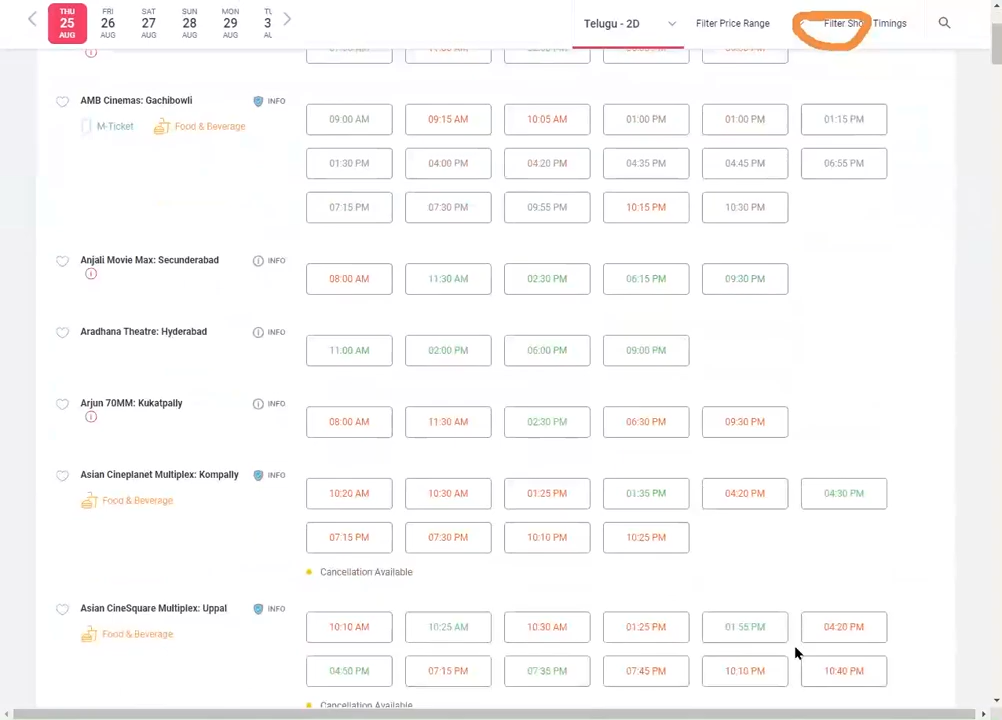 THU FRI SAT SUN MON
25 26 27 28 29 3
AUG AUG AUG AUG AUG
Telugu - 2D Filter Price Range Filter Show Timings
AMB Cinemas: Gachibowli INFO
M-Ticket Food & Beverage
09:00 AM 09:15 AM 10:05 AM 01:00 PM 01:00 PM 01:15 PM
01:30 PM 04:00 PM 04:20 PM 04:35 PM 04:45 PM 06:55 PM
07:15 PM 07:30 PM 09:55 PM 10:15 PM 10:30 PM
Anjali Movie Max: Secunderabad INFO
08:00 AM 11:30 AM 02:30 PM 06:15 PM 09:30 PM
Aradhana Theatre: Hyderabad INFO
11:00 AM 02:00 PM 06:00 PM 09:00 PM
Arjun 70MM: Kukatpally INFO
08:00 AM 11:30 AM 02:30 PM 06:30 PM 09:30 PM
Asian Cineplanet Multiplex: Kompally INFO
Food & Beverage
10:20 AM 10:30 AM 01:25 PM 01:35 PM 04:20 PM 04:30 PM
07:15 PM 07:30 PM 10:10 PM 10:25 PM
Cancellation Available
Asian CineSquare Multiplex: Uppal INFO
Food & Beverage
10:10 AM 10:25 AM 10:30 AM 01:25 PM 01:55 PM 04:20 PM
04:50 PM 07:15 PM 07:35 PM 07:45 PM 10:10 PM 10:40 PM
Cancellation Available